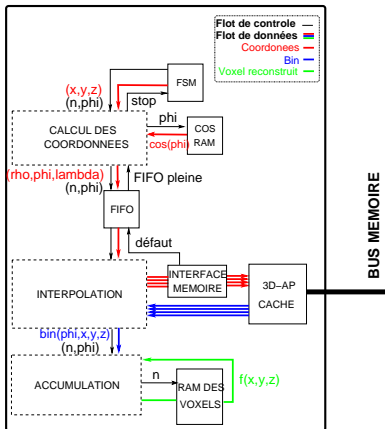 Flot de controle
Flot de données
Coordonees
Bin
Voxel reconstruit
(x,y,z)
(n,phi)
FSM
stop
CALCUL DES
COORDONNEES
phi
COS
RAM
cos(phi)
(rho,phi,lambda)
(n,phi)
FIFO pleine
FIFO
défaut
INTERFACE
MEMOIRE
3D-AP
CACHE
INTERPOLATION
BUS MEMOIRE
bin(phi,x,y,z)
(n,phi)
n
ACCUMULATION
RAM DES
VOXELS
f(x,y,z)